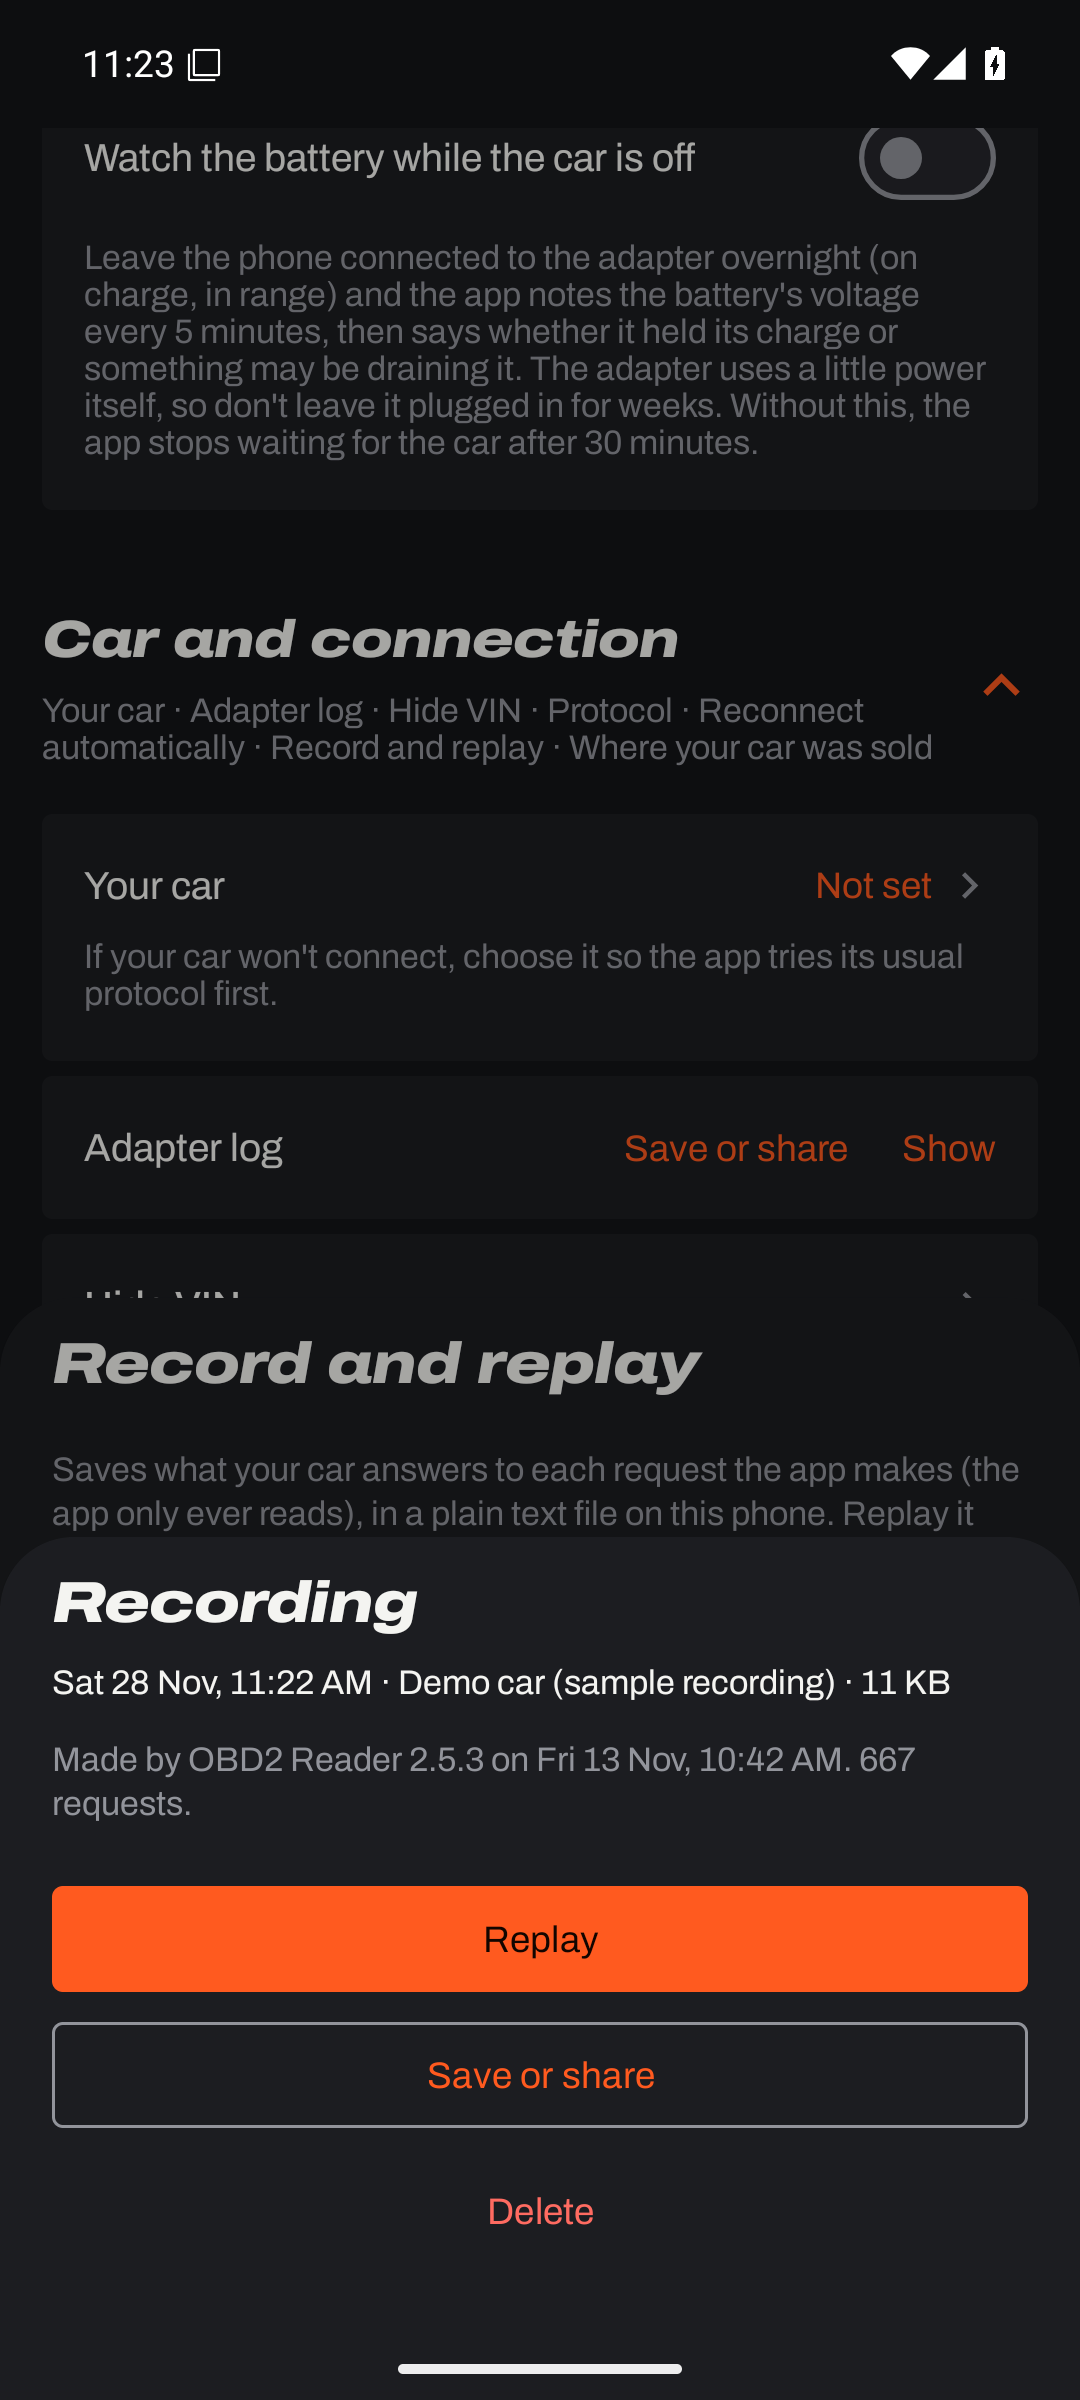 11:23
Watch the battery while the car is off
Leave the phone connected to the adapter overnight (on
charge, in range) and the app notes the battery's voltage
every 5 minutes, then says whether it held its charge or
something may be draining it. The adapter uses a little power
itself, so don't leave it plugged in for weeks. Without this, the
app stops waiting for the car after 30 minutes.
Car and connection
Your car · Adapter log · Hide VIN · Protocol · Reconnect
automatically · Record and replay · Where your car was sold
Your car
Not set
If your car won't connect, choose it so the app tries its usual
protocol first.
Adapter log
Save or share
Show
Hide VIN
Record and replay
Saves what your car answers to each request the app makes (the
app only ever reads), in a plain text file on this phone. Replay it
Recording
Sat 28 Nov, 11:22 AM · Demo car (sample recording) · 11 KB
Made by OBD2 Reader 2.5.3 on Fri 13 Nov, 10:42 AM. 667
requests.
Replay
Save or share
Delete